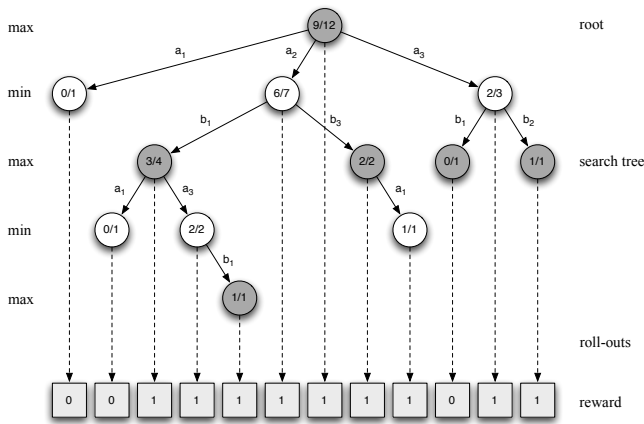 max 9/12 root
a1 a2 a3
min 0/1 6/7 2/3
b1 b3 b1 b2
max 3/4 2/2 0/1 1/1 search tree
a1 a3 a1
min 0/1 2/2 1/1
b1
max 1/1
roll-outs
0 0 1 1 1 1 1 1 1 0 1 1 reward